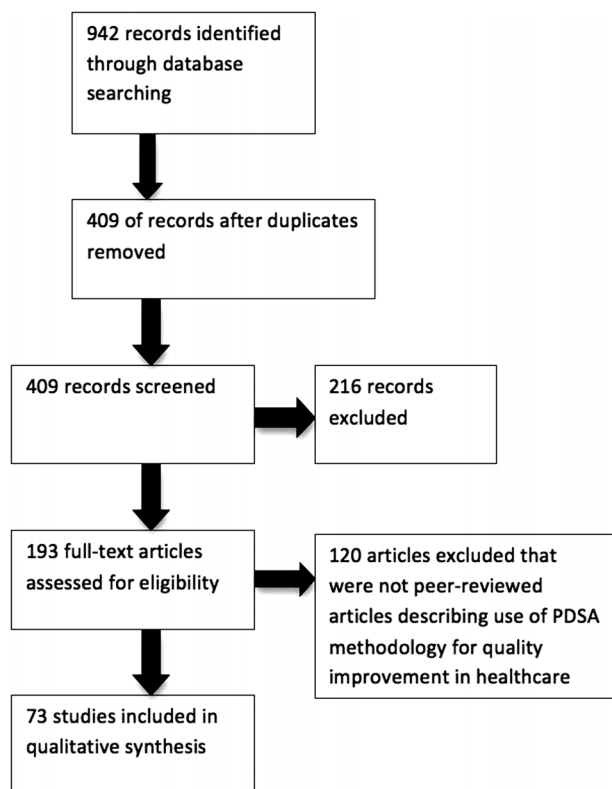 942 records identified
through database
searching
409 of records after duplicates
removed
409 records screened
216 records
excluded
193 full-text articles
assessed for eligibility
120 articles excluded that
were not peer-reviewed
articles describing use of PDSA
methodology for quality
improvement in healthcare
73 studies included in
qualitative synthesis